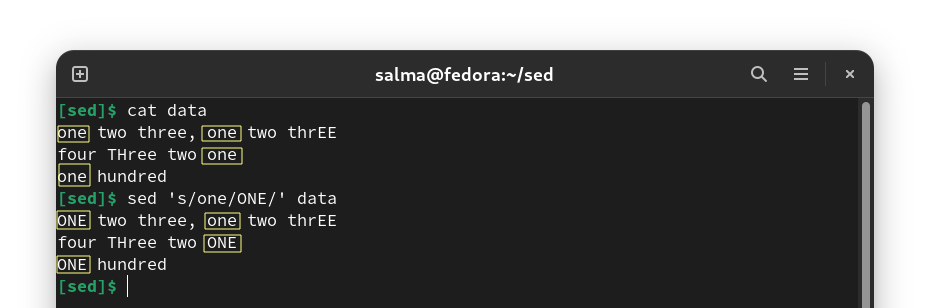 salma@fedora:~/sed
[sed]$ cat data
one two three, one two thrEE
four THree two one
one hundred
[sed]$ sed 's/one/ONE/' data
ONE two three, one two thrEE
four THree two ONE
ONE hundred
[sed]$